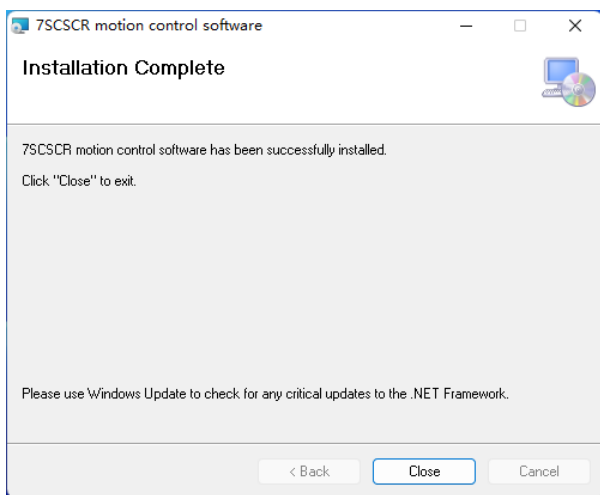 7SCSCR motion control software
Installation Complete
7SCSCR motion control software has been successfully installed.
Click "Close" to exit.
Please use Windows Update to check for any critical updates to the .NET Framework.
< Back Close Cancel